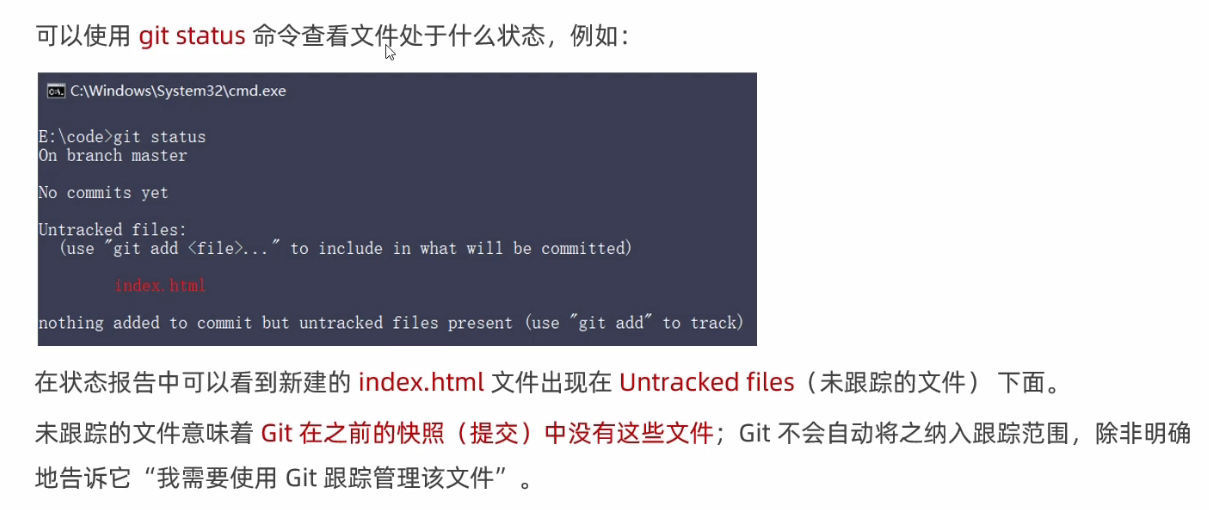 可以使用 git status 命令查看文件处于什么状态，例如：
C:\Windows\System32\cmd.exe
E:\code>git status
On branch master
No commits yet
Untracked files:
(use "git add <file>..." to include in what will be committed)
index.html
nothing added to commit but untracked files present (use "git add" to track)
在状态报告中可以看到新建的 index.html 文件出现在 Untracked files（未跟踪的文件） 下面。
未跟踪的文件意味着 Git 在之前的快照（提交）中没有这些文件；Git 不会自动将之纳入跟踪范围，除非明确
地告诉它“我需要使用 Git 跟踪管理该文件”。